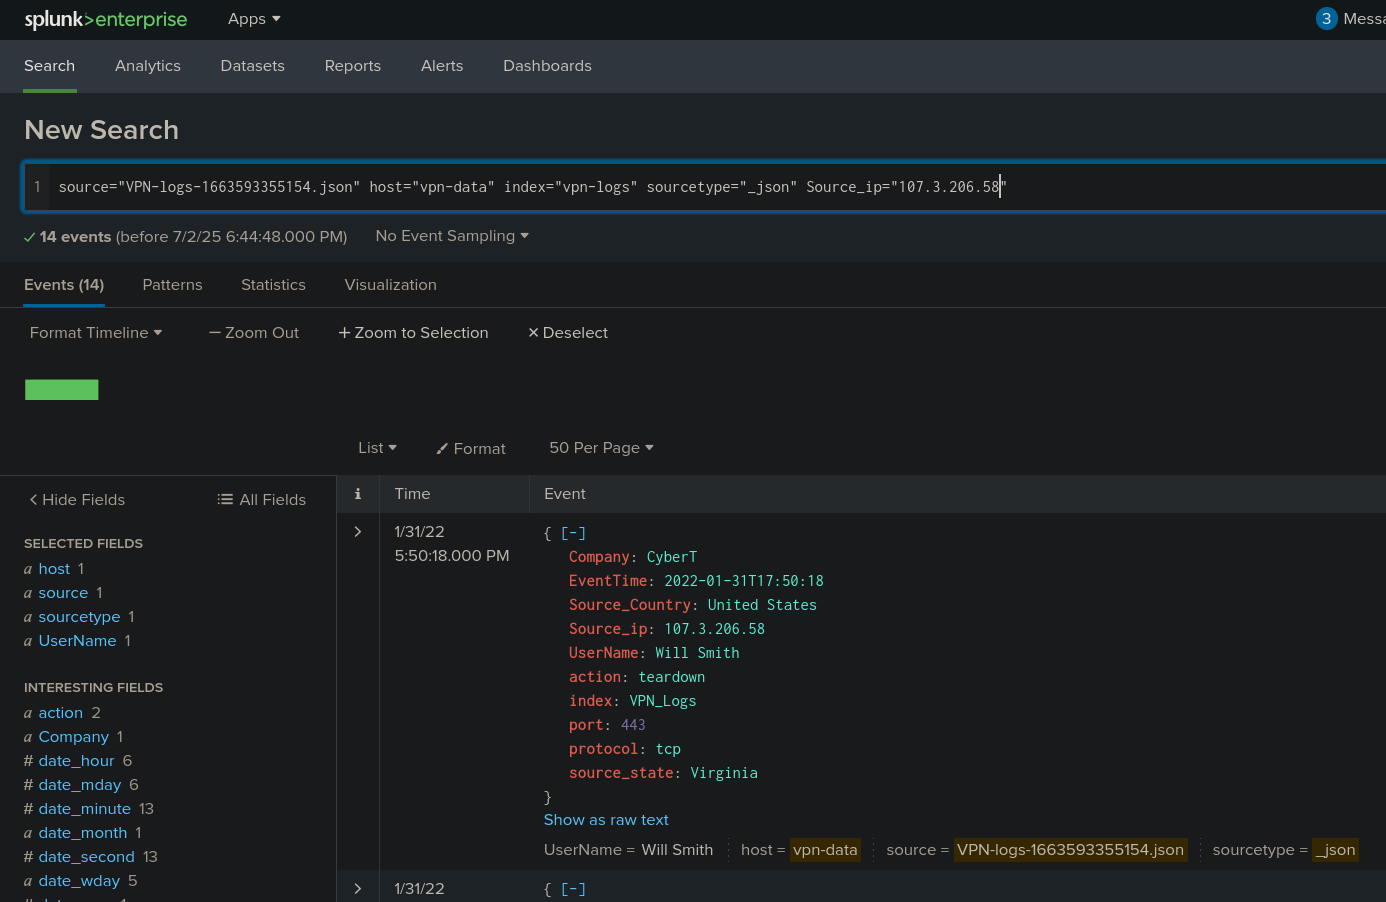 splunk>enterprise Apps 3 Messa
Search Analytics Datasets Reports Alerts Dashboards
New Search
1 source="VPN-logs-1663593355154.json" host="vpn-data" index="vpn-logs" sourcetype="_json" Source_ip="107.3.206.58"
14 events (before 7/2/25 6:44:48.000 PM) No Event Sampling
Events (14) Patterns Statistics Visualization
Format Timeline — Zoom Out + Zoom to Selection × Deselect
List Format 50 Per Page
< Hide Fields All Fields
SELECTED FIELDS
a host 1
a source 1
a sourcetype 1
a UserName 1
INTERESTING FIELDS
a action 2
a Company 1
# date_hour 6
# date_mday 6
# date_minute 13
a date_month 1
# date_second 13
a date_wday 5
i Time Event
> 1/31/22
5:50:18.000 PM
{ [-]
Company: CyberT
EventTime: 2022-01-31T17:50:18
Source_Country: United States
Source_ip: 107.3.206.58
UserName: Will Smith
action: teardown
index: VPN_Logs
port: 443
protocol: tcp
source_state: Virginia
}
Show as raw text
UserName = Will Smith host = vpn-data source = VPN-logs-1663593355154.json sourcetype = _json
> 1/31/22 { [-]